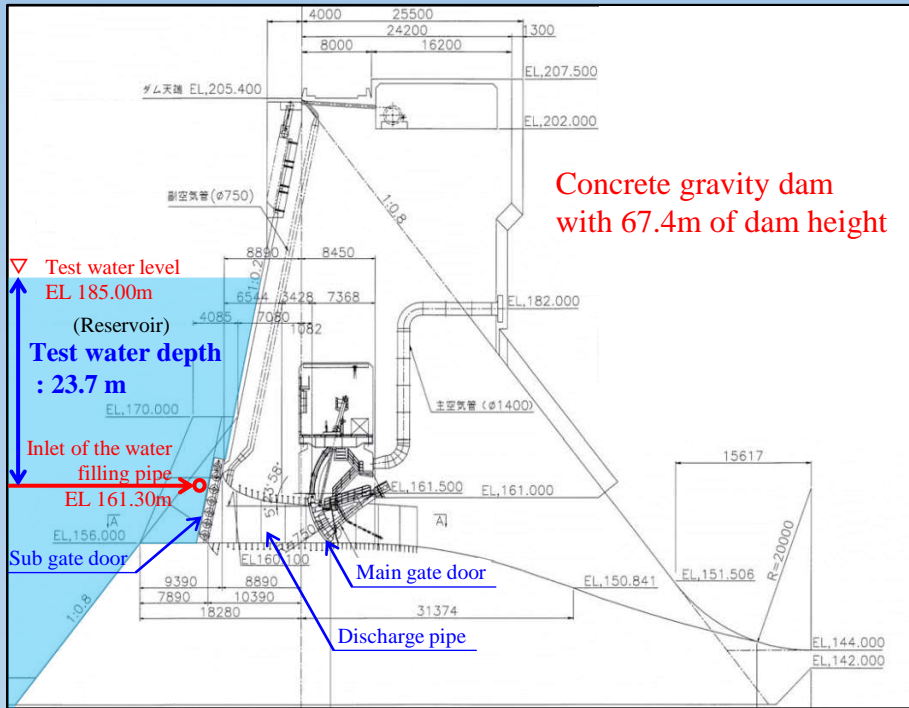 4000
25500
24200
1300
8000
16200
EL,207.500
ダム天端 EL,205.400
EL,202.000
副空気管(φ750)
1:0.8
Concrete gravity dam
with 67.4m of dam height
8890
8450
1:0.2
Test water level
EL 185.00m
6544
3428
7368
EL,182.000
(Reservoir)
4085
7080
1082
Test water depth
: 23.7 m
主空気管(φ1400)
EL,170.000
Inlet of the water
filling pipe
EL 161.30m
15617
EL,161.500
EL,161.000
A
A
EL,156.000
φ750
R=20000
Sub gate door
EL160.100
Main gate door
EL,150.841
EL,151.506
9390
8890
7890
10390
18280
31374
1:0.8
Discharge pipe
EL,144.000
EL,142.000